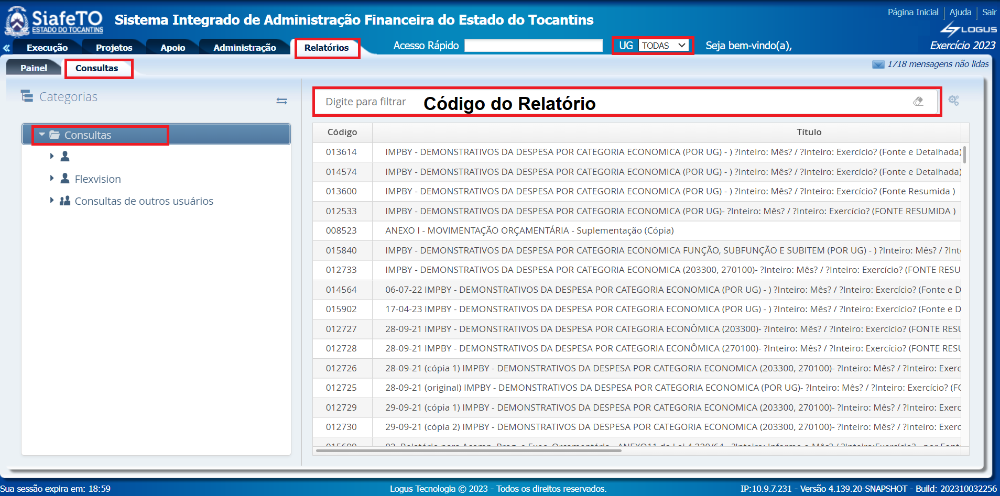 SiafeTO
ESTADO DO TOCANTINS
Sistema Integrado de Administração Financeira do Estado do Tocantins
Página Inicial Ajuda Sair
LOGUS
Execução Projetos Apoio Administração Relatórios
Acesso Rápido UG TODAS Seja bem-vindo(a),
Exercício 2023
Painel Consultas
1718 mensagens não lidas
Categorias
Digite para filtrar Código do Relatório
Consultas
Flexvision
Consultas de outros usuários
Código Título
013614 IMPBY - DEMONSTRATIVOS DA DESPESA POR CATEGORIA ECONOMICA (POR UG) - ) ?Inteiro: Mês? / ?Inteiro: Exercício? (Fonte e Detalhada)
014574 IMPBY - DEMONSTRATIVOS DA DESPESA POR CATEGORIA ECONOMICA (POR UG) - ) ?Inteiro: Mês? / ?Inteiro: Exercício? (Fonte e Detalhada)
013600 IMPBY - DEMONSTRATIVOS DA DESPESA POR CATEGORIA ECONOMICA (POR UG) - ) ?Inteiro: Mês? / ?Inteiro: Exercício? (Fonte Resumida )
012533 IMPBY - DEMONSTRATIVOS DA DESPESA POR CATEGORIA ECONOMICA (POR UG)- ?Inteiro: Mês? / ?Inteiro: Exercício? (FONTE RESUMIDA )
008523 ANEXO I - MOVIMENTAÇÃO ORÇAMENTÁRIA - Suplementação (Cópia)
015840 IMPBY - DEMONSTRATIVOS DA DESPESA POR CATEGORIA ECONOMICA FUNÇÃO, SUBFUNÇÃO E SUBITEM (POR UG) - ) ?Inteiro: Mês? / ?Int
012733 IMPBY - DEMONSTRATIVOS DA DESPESA POR CATEGORIA ECONOMICA (203300, 270100)- ?Inteiro: Mês? / ?Inteiro: Exercício? (FONTE RESU
014564 06-07-22 IMPBY - DEMONSTRATIVOS DA DESPESA POR CATEGORIA ECONOMICA (POR UG) - ) ?Inteiro: Mês? / ?Inteiro: Exercício? (Fonte e D
015902 17-04-23 IMPBY - DEMONSTRATIVOS DA DESPESA POR CATEGORIA ECONOMICA (POR UG) - ) ?Inteiro: Mês? / ?Inteiro: Exercício? (Fonte e D
012727 28-09-21 IMPBY - DEMONSTRATIVOS DA DESPESA POR CATEGORIA ECONÔMICA (203300)- ?Inteiro: Mês? / ?Inteiro: Exercício? (FONTE RESU
012728 28-09-21 IMPBY - DEMONSTRATIVOS DA DESPESA POR CATEGORIA ECONÔMICA (270100)- ?Inteiro: Mês? / ?Inteiro: Exercício? (FONTE RESU
012726 28-09-21 (cópia 1) IMPBY - DEMONSTRATIVOS DA DESPESA POR CATEGORIA ECONOMICA (203300, 270100)- ?Inteiro: Mês? / ?Inteiro: Exerc
012725 28-09-21 (original) IMPBY - DEMONSTRATIVOS DA DESPESA POR CATEGORIA ECONOMICA (POR UG)- ?Inteiro: Mês? / ?Inteiro: Exercício? (FO
012729 29-09-21 (cópia 1) IMPBY - DEMONSTRATIVOS DA DESPESA POR CATEGORIA ECONOMICA (203300, 270100)- ?Inteiro: Mês? / ?Inteiro: Exerc
012730 29-09-21 (cópia 2) IMPBY - DEMONSTRATIVOS DA DESPESA POR CATEGORIA ECONOMICA (203300, 270100)- ?Inteiro: Mês? / ?Inteiro: Exerc
Sua sessão expira em: 18:59
Logus Tecnologia © 2023 - Todos os direitos reservados.
IP:10.9.7.231 - Versão 4.139.20-SNAPSHOT - Build: 202310032256